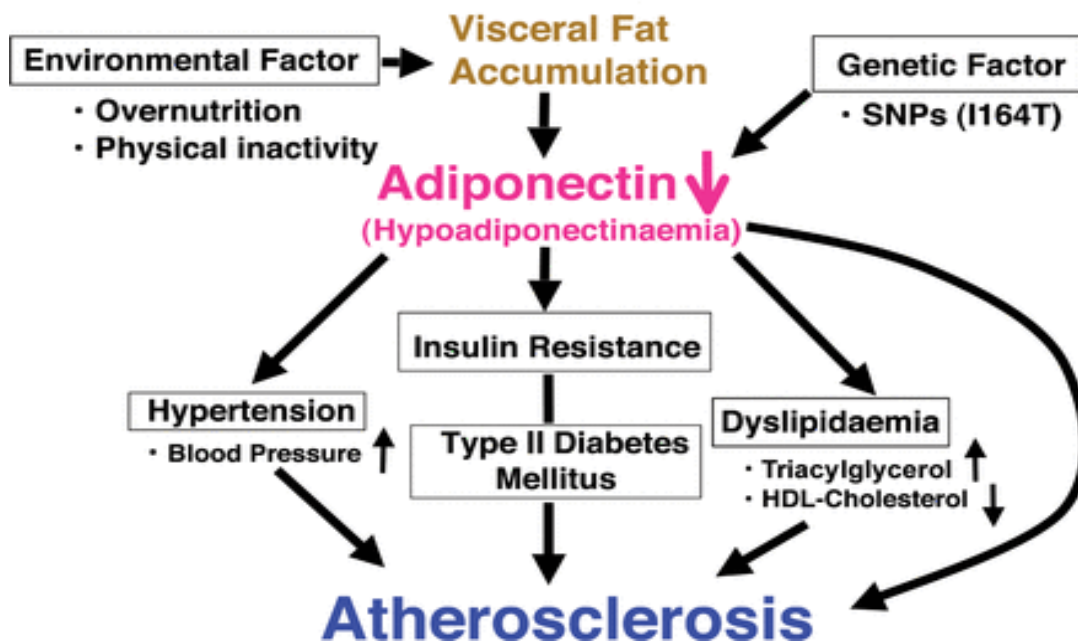 Visceral Fat
Accumulation
Environmental Factor
· Overnutrition
· Physical inactivity
Genetic Factor
· SNPs (I164T)
Adiponectin
(Hypoadiponectinaemia)
Insulin Resistance
Hypertension
· Blood Pressure
Type II Diabetes
Mellitus
Dyslipidaemia
· Triacylglycerol
· HDL-Cholesterol
Atherosclerosis